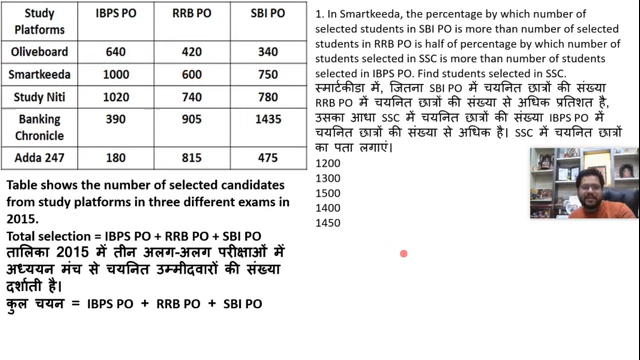 Study Platforms IBPS PO RRB PO SBI PO
Oliveboard 640 420 340
Smartkeeda 1000 600 750
Study Niti 1020 740 780
Banking Chronicle 390 905 1435
Adda 247 180 815 475
Table shows the number of selected candidates
from study platforms in three different exams in
2015.
Total selection = IBPS PO + RRB PO + SBI PO
तालिका 2015 में तीन अलग-अलग परीक्षाओं में
अध्ययन मंच से चयनित उम्मीदवारों की संख्या
दर्शाती है।
कुल चयन = IBPS PO + RRB PO + SBI PO
1. In Smartkeeda, the percentage by which number of
selected students in SBI PO is more than number of selected
students in RRB PO is half of percentage by which number of
students selected in SSC is more than number of students
selected in IBPS PO. Find students selected in SSC.
स्मार्टकीडा में, जितना SBI PO में चयनित छात्रों की संख्या
RRB PO में चयनित छात्रों की संख्या से अधिक प्रतिशत है,
उसका आधा SSC में चयनित छात्रों की संख्या IBPS PO में
चयनित छात्रों की संख्या से अधिक है। SSC में चयनित छात्रों
का पता लगाएं।
1200
1300
1500
1400
1450